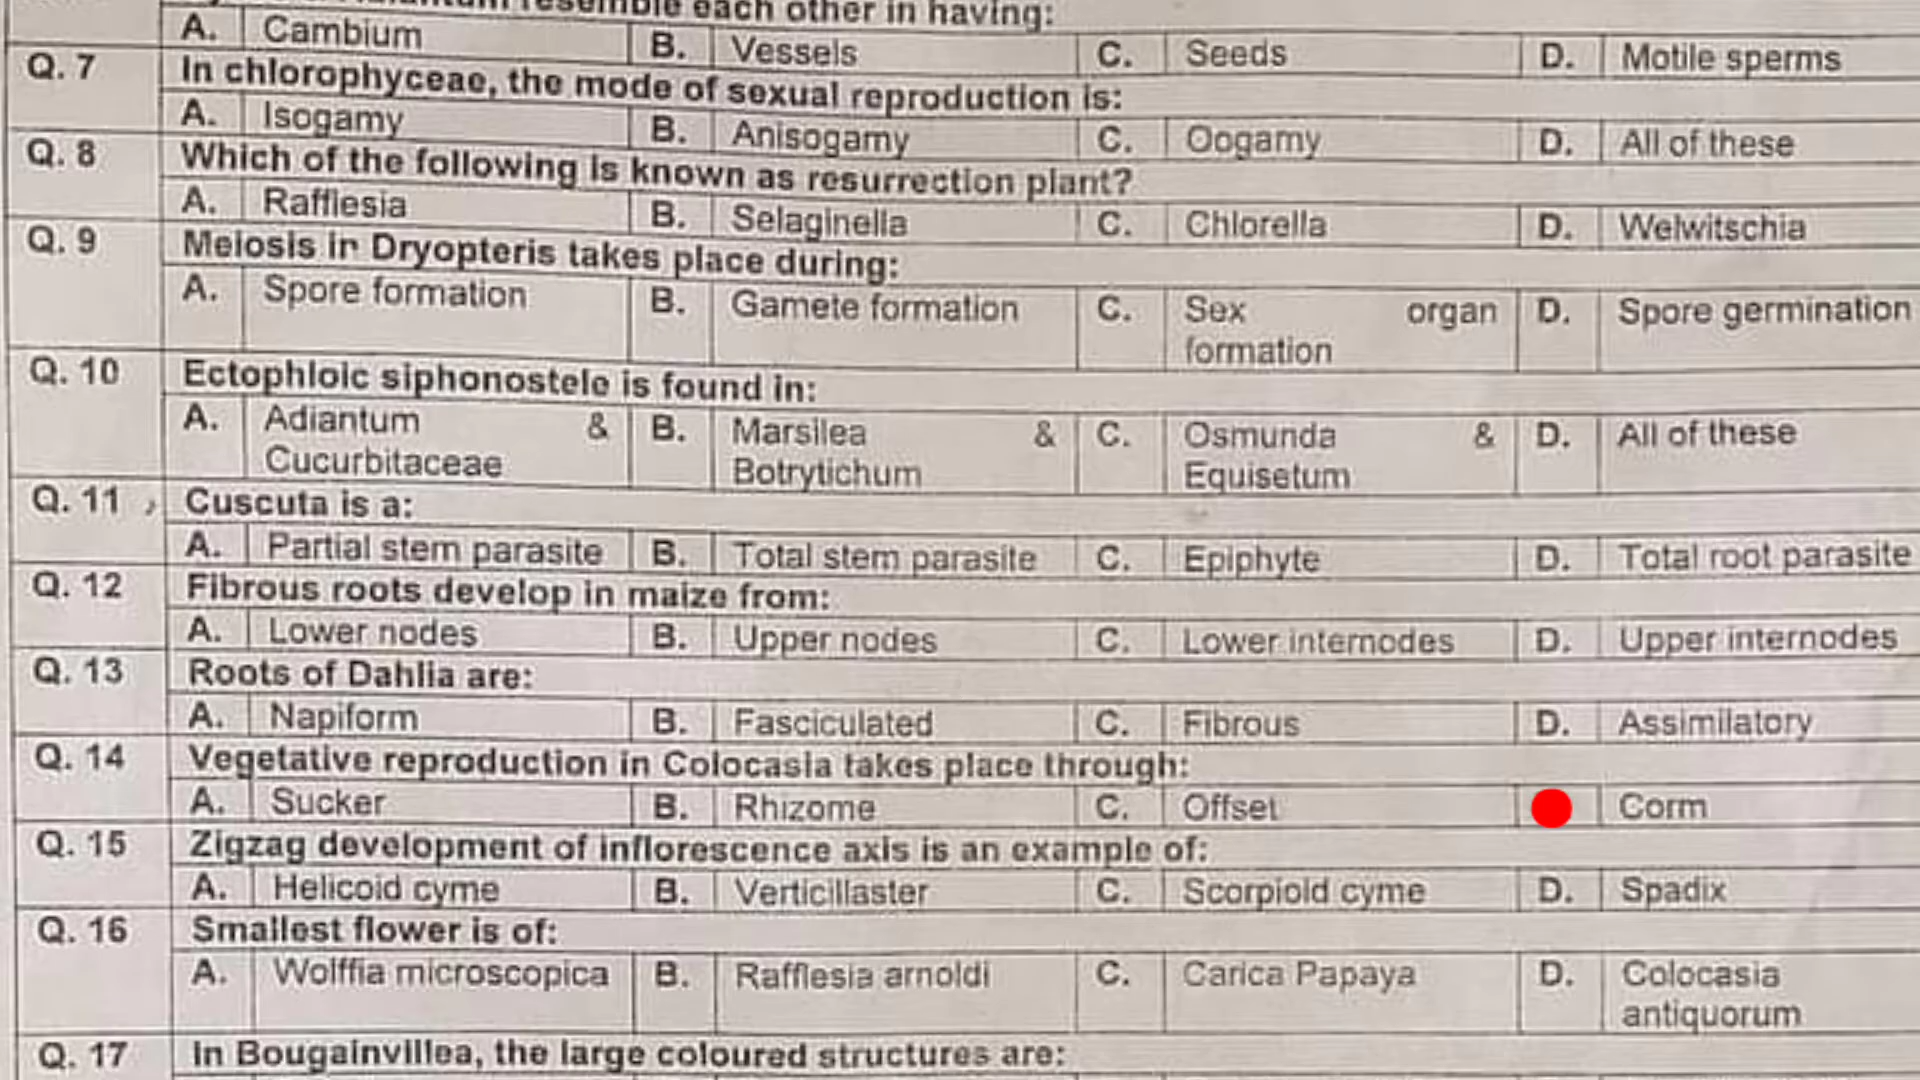 resemble each other in having:
A. Cambium B. Vessels C. Seeds D. Motile sperms
Q. 7 In chlorophyceae, the mode of sexual reproduction is:
A. Isogamy B. Anisogamy C. Oogamy D. All of these
Q. 8 Which of the following is known as resurrection plant?
A. Rafflesia B. Selaginella C. Chlorella D. Welwitschia
Q. 9 Meiosis in Dryopteris takes place during:
A. Spore formation B. Gamete formation C. Sex organ D. Spore germination
formation
Q. 10 Ectophloic siphonostele is found in:
A. Adiantum & B. Marsilea & C. Osmunda & D. All of these
Cucurbitaceae Botrytichum Equisetum
Q. 11 Cuscuta is a:
A. Partial stem parasite B. Total stem parasite C. Epiphyte D. Total root parasite
Q. 12 Fibrous roots develop in maize from:
A. Lower nodes B. Upper nodes C. Lower internodes D. Upper internodes
Q. 13 Roots of Dahlia are:
A. Napiform B. Fasciculated C. Fibrous D. Assimilatory
Q. 14 Vegetative reproduction in Colocasia takes place through:
A. Sucker B. Rhizome C. Offset Corm
Q. 15 Zigzag development of inflorescence axis is an example of:
A. Helicoid cyme B. Verticillaster C. Scorpioid cyme D. Spadix
Q. 16 Smallest flower is of:
A. Wolffia microscopica B. Rafflesia arnoldi C. Carica Papaya D. Colocasia
antiquorum
Q. 17 In Bougainvillea, the large coloured structures are: